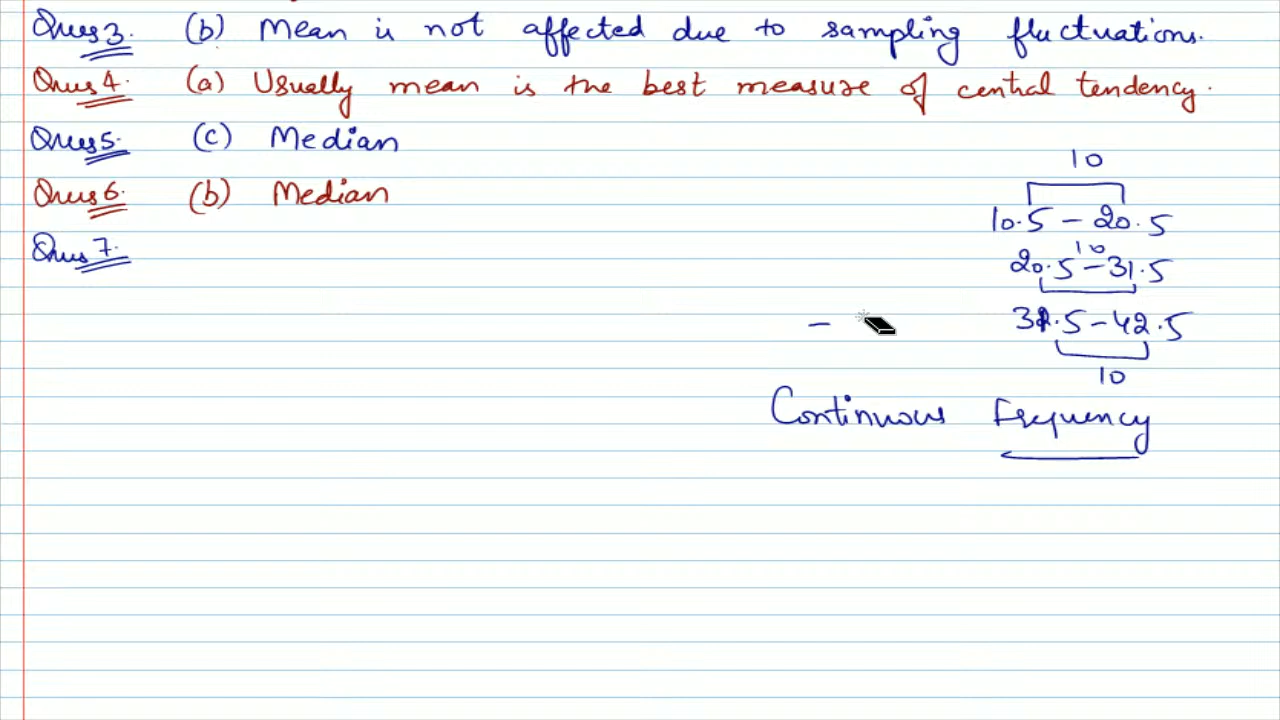 Ques 3. (b) Mean is not affected due to sampling fluctuations.
Ques 4. (a) Usually mean is the best measure of central tendency.
Ques 5. (c) Median
10
Ques 6. (b) Median
10.5 - 20.5
Ques 7.
10
20.5 - 31.5
- 
.5 - 42.5
10
Continuous Frequency